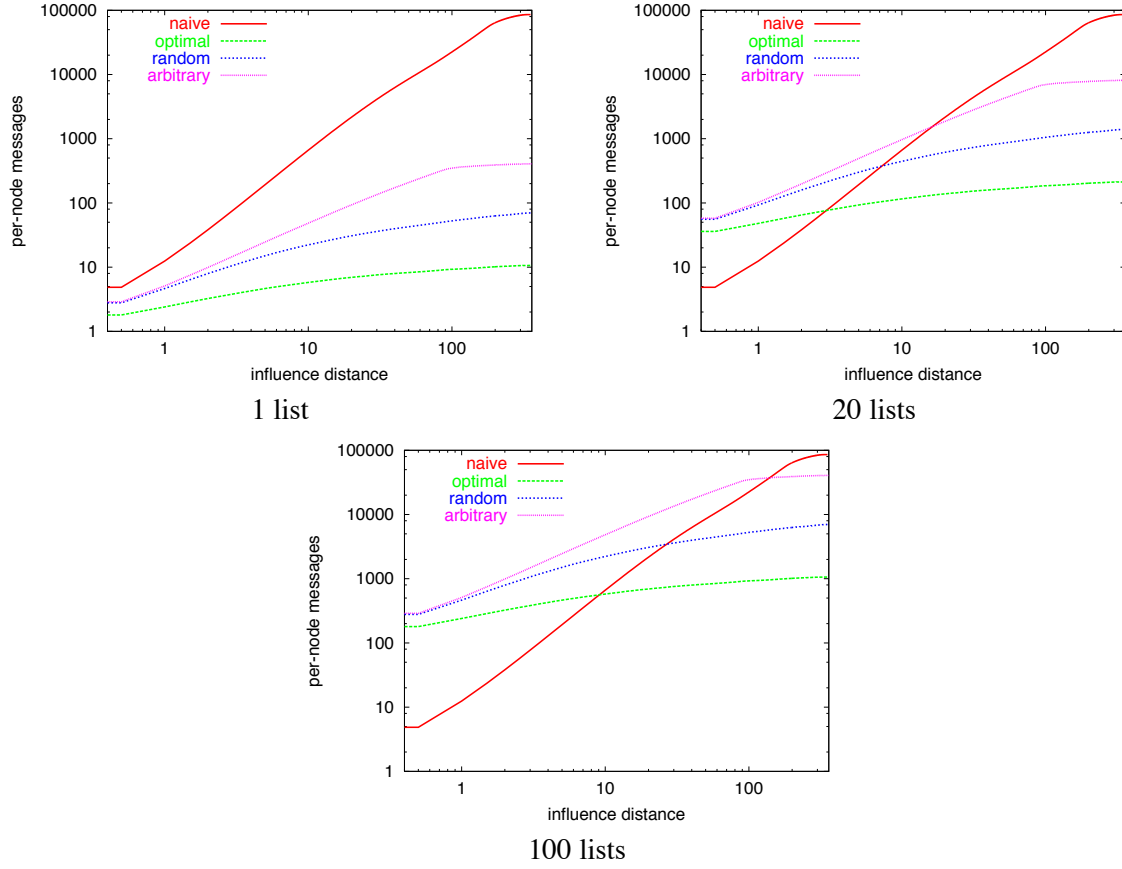 100000
10000
1000
100
10
1
per-node messages
naive
optimal
random
arbitrary
1
10
100
influence distance
1 list
100000
10000
1000
100
10
1
per-node messages
naive
optimal
random
arbitrary
1
10
100
influence distance
20 lists
100000
10000
1000
100
10
1
per-node messages
naive
optimal
random
arbitrary
1
10
100
influence distance
100 lists